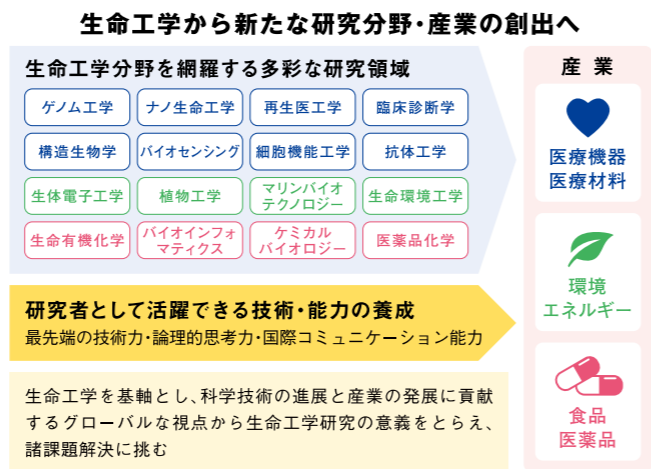 生命工学から新たな研究分野・産業の創出へ
生命工学分野を網羅する多彩な研究領域
ゲノム工学
ナノ生命工学
再生医工学
臨床診断学
構造生物学
バイオセンシング
細胞機能工学
抗体工学
生体電子工学
植物工学
マリンバイオ
テクノロジー
生命環境工学
生命有機化学
バイオインフォ
マティクス
ケミカル
バイオロジー
医薬品化学
研究者として活躍できる技術・能力の養成
最先端の技術力・論理的思考力・国際コミュニケーション能力
生命工学を基軸とし、科学技術の進展と産業の発展に貢献
するグローバルな視点から生命工学研究の意義をとらえ、
諸課題解決に挑む
産業
医療機器
医療材料
環境
エネルギー
食品
医薬品